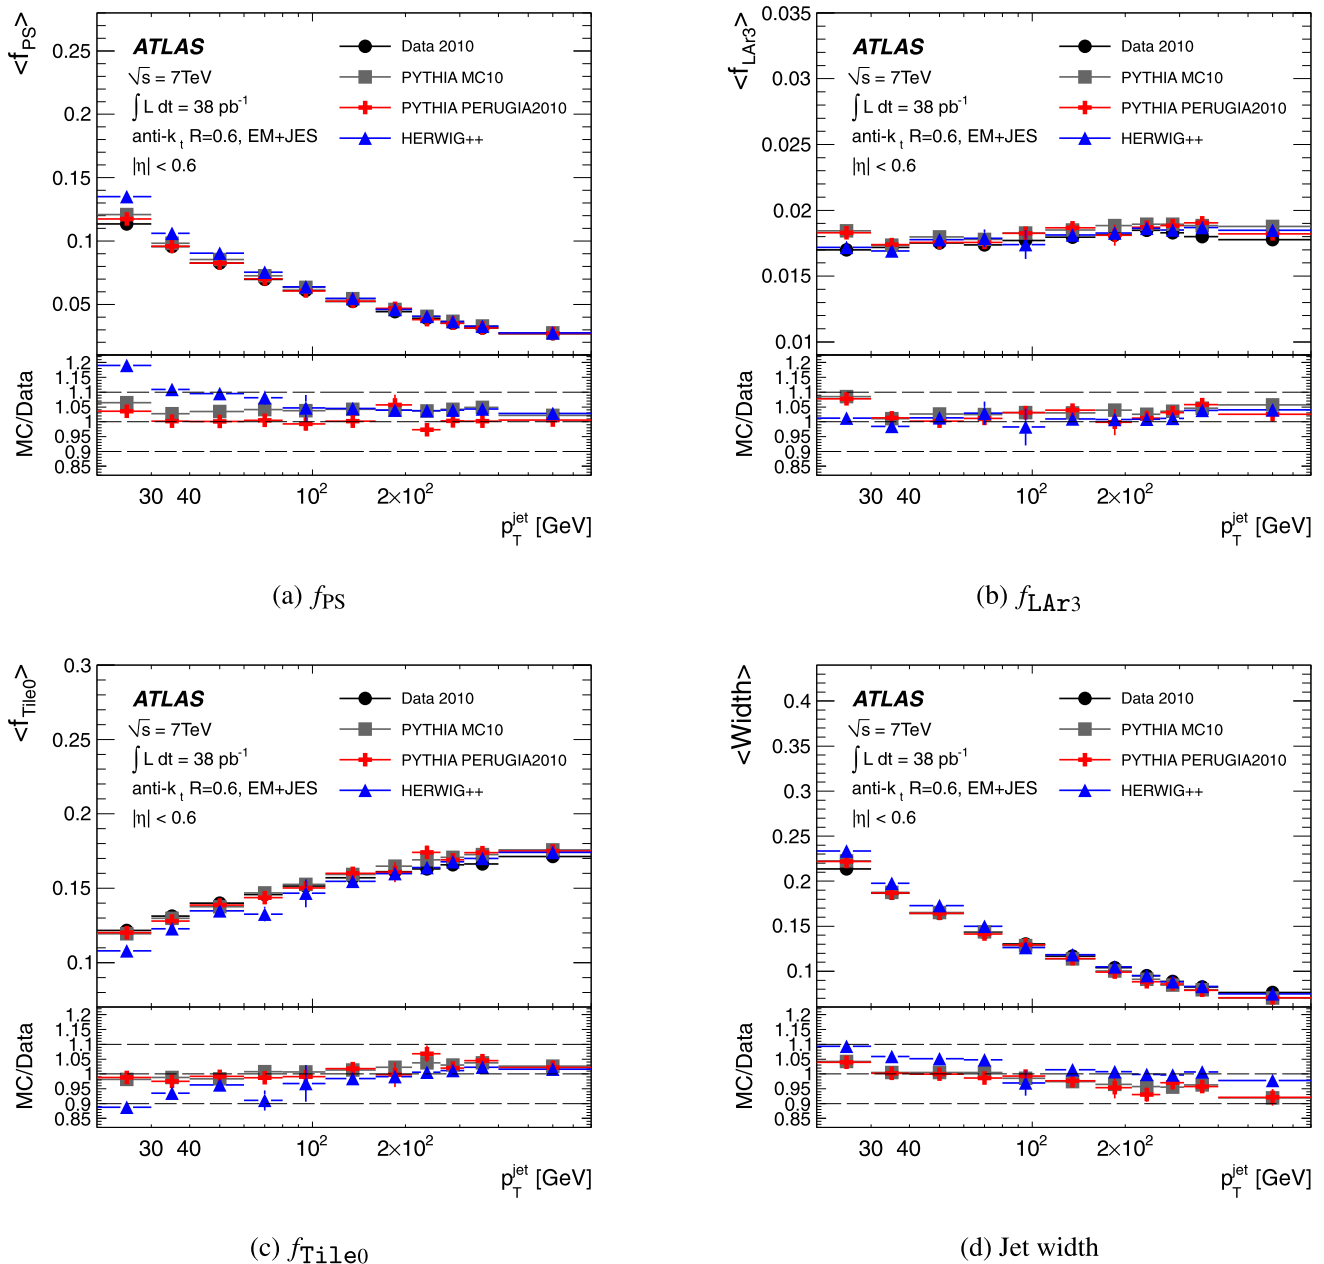 <f_PS>
0.25
0.2
0.15
0.1
0.05
ATLAS
√s = 7TeV
∫ L dt = 38 pb⁻¹
anti-k_t R=0.6, EM+JES
|η| < 0.6
Data 2010
PYTHIA MC10
PYTHIA PERUGIA2010
HERWIG++
MC/Data
1.2
1.15
1.1
1.05
1
0.95
0.9
0.85
30 40 10² 2×10²
p_T^jet [GeV]
(a) f_PS
<f_LAr3>
0.035
0.03
0.025
0.02
0.015
0.01
ATLAS
√s = 7TeV
∫ L dt = 38 pb⁻¹
anti-k_t R=0.6, EM+JES
|η| < 0.6
Data 2010
PYTHIA MC10
PYTHIA PERUGIA2010
HERWIG++
MC/Data
1.2
1.15
1.1
1.05
1
0.95
0.9
0.85
30 40 10² 2×10²
p_T^jet [GeV]
(b) f_LAr3
<f_Tile0>
0.3
0.25
0.2
0.15
0.1
ATLAS
√s = 7TeV
∫ L dt = 38 pb⁻¹
anti-k_t R=0.6, EM+JES
|η| < 0.6
Data 2010
PYTHIA MC10
PYTHIA PERUGIA2010
HERWIG++
MC/Data
1.2
1.15
1.1
1.05
1
0.95
0.9
0.85
30 40 10² 2×10²
p_T^jet [GeV]
(c) f_Tile0
<Width>
0.4
0.35
0.3
0.25
0.2
0.15
0.1
ATLAS
√s = 7TeV
∫ L dt = 38 pb⁻¹
anti-k_t R=0.6, EM+JES
|η| < 0.6
Data 2010
PYTHIA MC10
PYTHIA PERUGIA2010
HERWIG++
MC/Data
1.2
1.15
1.1
1.05
1
0.95
0.9
0.85
30 40 10² 2×10²
p_T^jet [GeV]
(d) Jet width